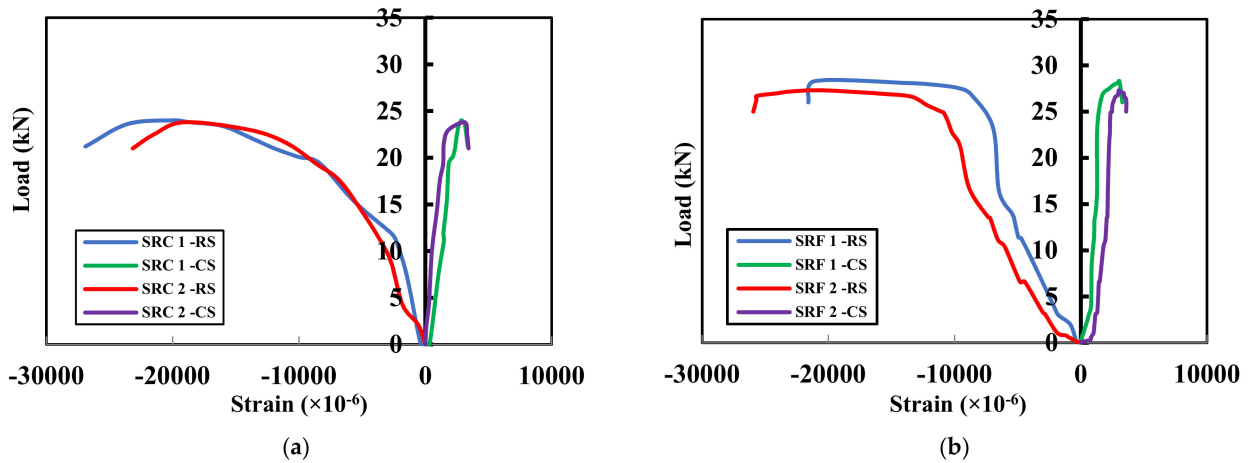 35
30
25
20
15
10
5
0
-30000 -20000 -10000 0 10000
Load (kN)
Strain (×10⁻⁶)
SRC 1 -RS
SRC 1 -CS
SRC 2 -RS
SRC 2 -CS
(a)
35
30
25
20
15
10
5
0
-30000 -20000 -10000 0 10000
Load (kN)
Strain (×10⁻⁶)
SRF 1 -RS
SRF 1 -CS
SRF 2 -RS
SRF 2 -CS
(b)